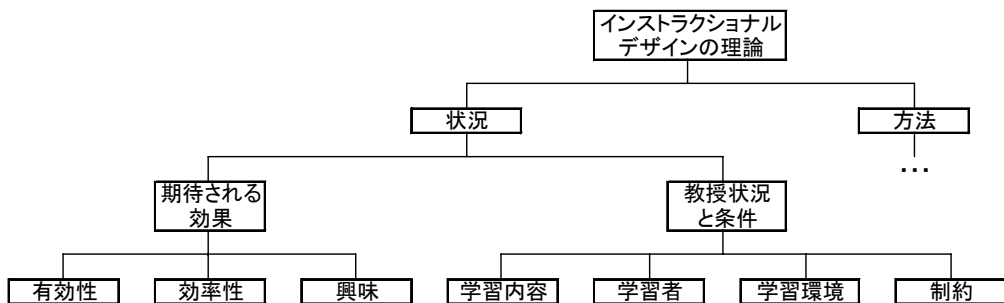 インストラクショナル
デザインの理論
状況
方法
…
期待される
効果
教授状況
と条件
有効性
効率性
興味
学習内容
学習者
学習環境
制約